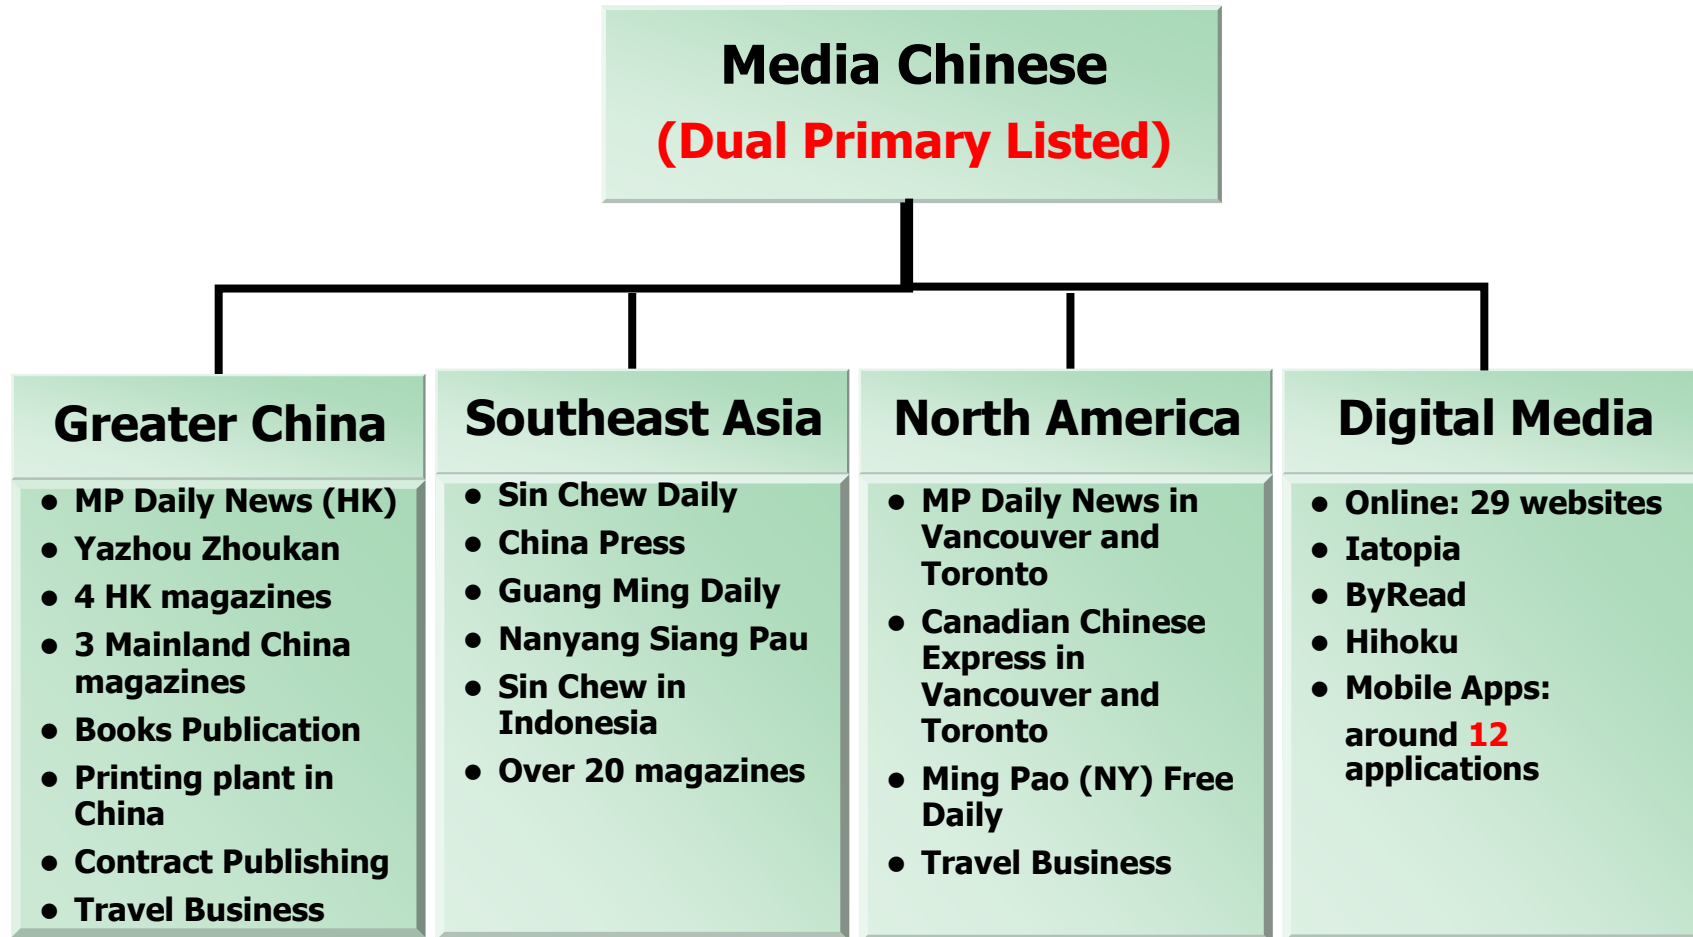 Media Chinese
(Dual Primary Listed)
Greater China
● MP Daily News (HK)
● Yazhou Zhoukan
● 4 HK magazines
● 3 Mainland China
magazines
● Books Publication
● Printing plant in
China
● Contract Publishing
● Travel Business
Southeast Asia
● Sin Chew Daily
● China Press
● Guang Ming Daily
● Nanyang Siang Pau
● Sin Chew in
Indonesia
● Over 20 magazines
North America
● MP Daily News in
Vancouver and
Toronto
● Canadian Chinese
Express in
Vancouver and
Toronto
● Ming Pao (NY) Free
Daily
● Travel Business
Digital Media
● Online: 29 websites
● Iatopia
● ByRead
● Hihoku
● Mobile Apps:
around 12
applications